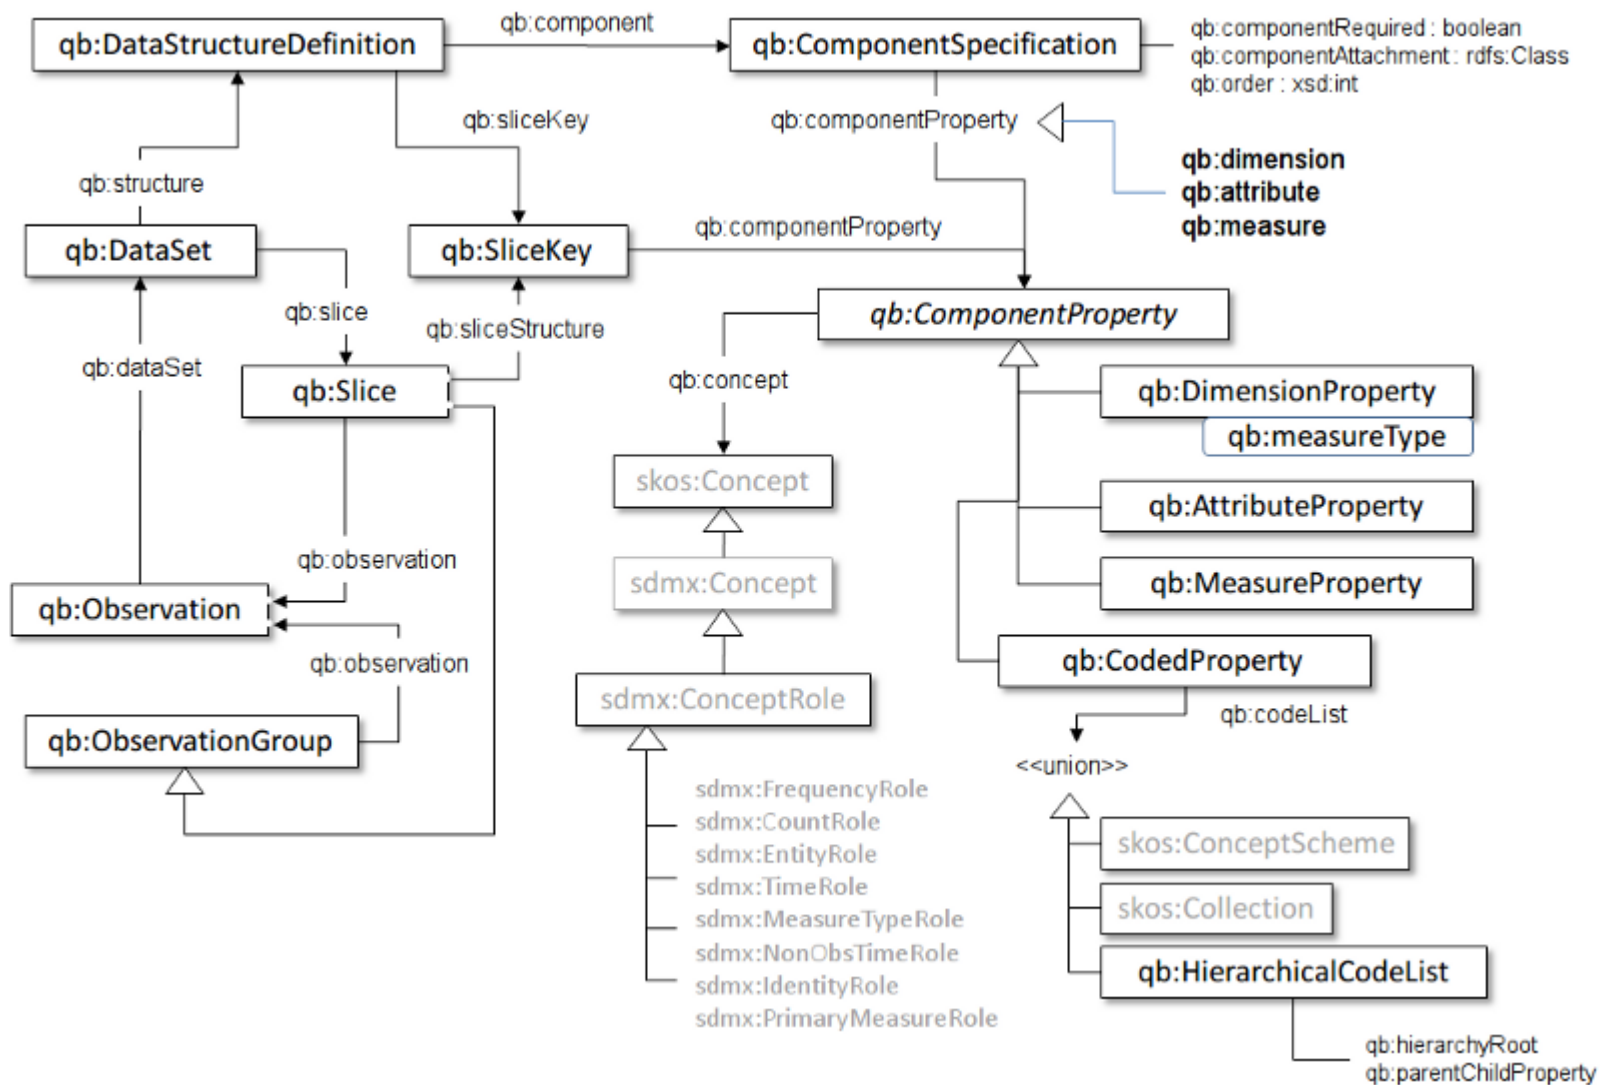 qb:DataStructureDefinition
qb:component
qb:ComponentSpecification
qb:componentRequired : boolean
qb:componentAttachment : rdfs:Class
qb:order : xsd:int
qb:sliceKey
qb:componentProperty
qb:dimension
qb:attribute
qb:measure
qb:structure
qb:DataSet
qb:SliceKey
qb:componentProperty
qb:slice
qb:sliceStructure
qb:ComponentProperty
qb:dataSet
qb:Slice
qb:concept
qb:DimensionProperty
qb:measureType
skos:Concept
qb:AttributeProperty
qb:observation
sdmx:Concept
qb:MeasureProperty
qb:Observation
qb:observation
qb:CodedProperty
sdmx:ConceptRole
qb:codeList
qb:ObservationGroup
<<union>>
sdmx:FrequencyRole
sdmx:CountRole
sdmx:EntityRole
sdmx:TimeRole
sdmx:MeasureTypeRole
sdmx:NonObsTimeRole
sdmx:IdentityRole
sdmx:PrimaryMeasureRole
skos:ConceptScheme
skos:Collection
qb:HierarchicalCodeList
qb:hierarchyRoot
qb:parentChildProperty